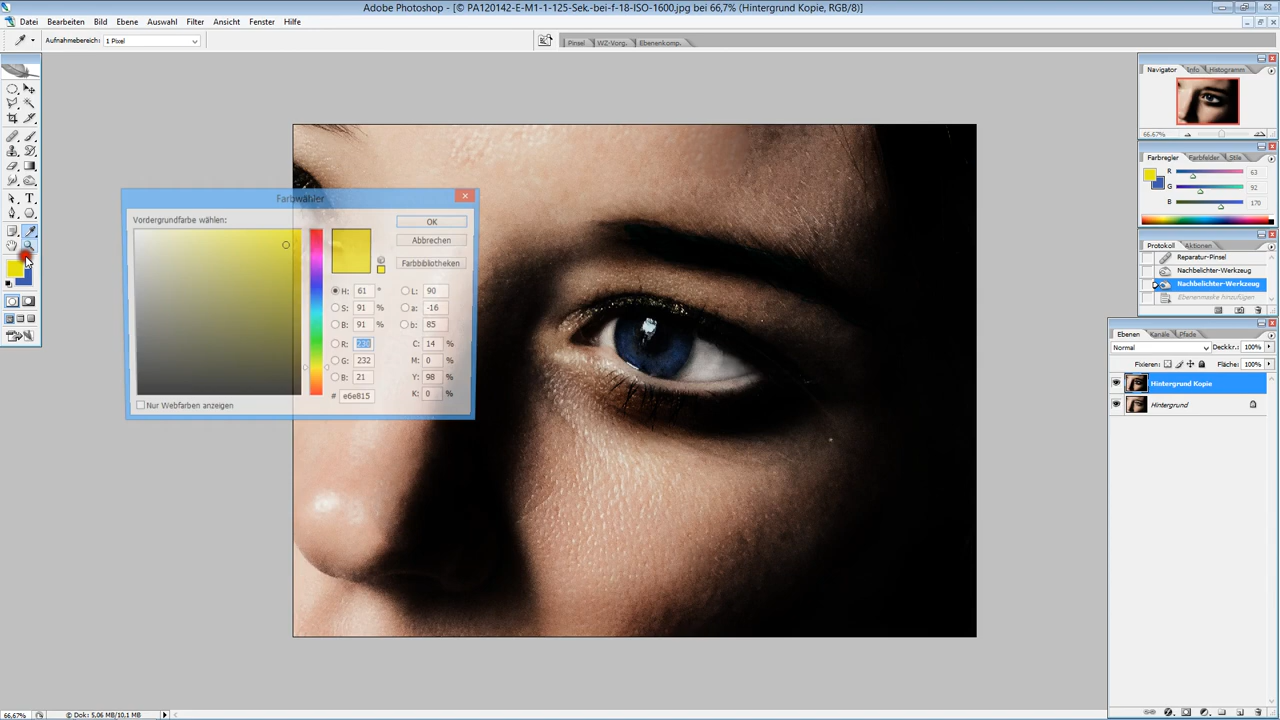 Adobe Photoshop - [© PA120142-E-M1-1-125-Sek.-bei-f-18-ISO-1600.jpg bei 66,7% (Hintergrund Kopie, RGB/8)]
Datei Bearbeiten Bild Ebene Auswahl Filter Ansicht Fenster Hilfe
Aufnahmebereich: 1 Pixel
Pinsel WZ-Vorg. Ebenenkomp.
Navigator Info Histogramm
66.67%
Farbregler Farbfelder Stile
R 63
G 92
B 170
Protokoll Aktionen
Reparatur-Pinsel
Nachbelichter-Werkzeug
Nachbelichter-Werkzeug
Ebenenmaske hinzufügen
Ebenen Kanäle Pfade
Normal Deckkr.: 100%
Fixieren: Fläche: 100%
Hintergrund Kopie
Hintergrund
Farbwähler
Vordergrundfarbe wählen:
OK
Abbrechen
Farbbibliotheken
H: 61 ° L: 90
S: 91 % a: -16
B: 91 % b: 85
R: 230 C: 14 %
G: 232 M: 0 %
B: 21 Y: 98 %
# e6e815 K: 0 %
Nur Webfarben anzeigen
66,67% © Dok: 5,06 MB/10,1 MB